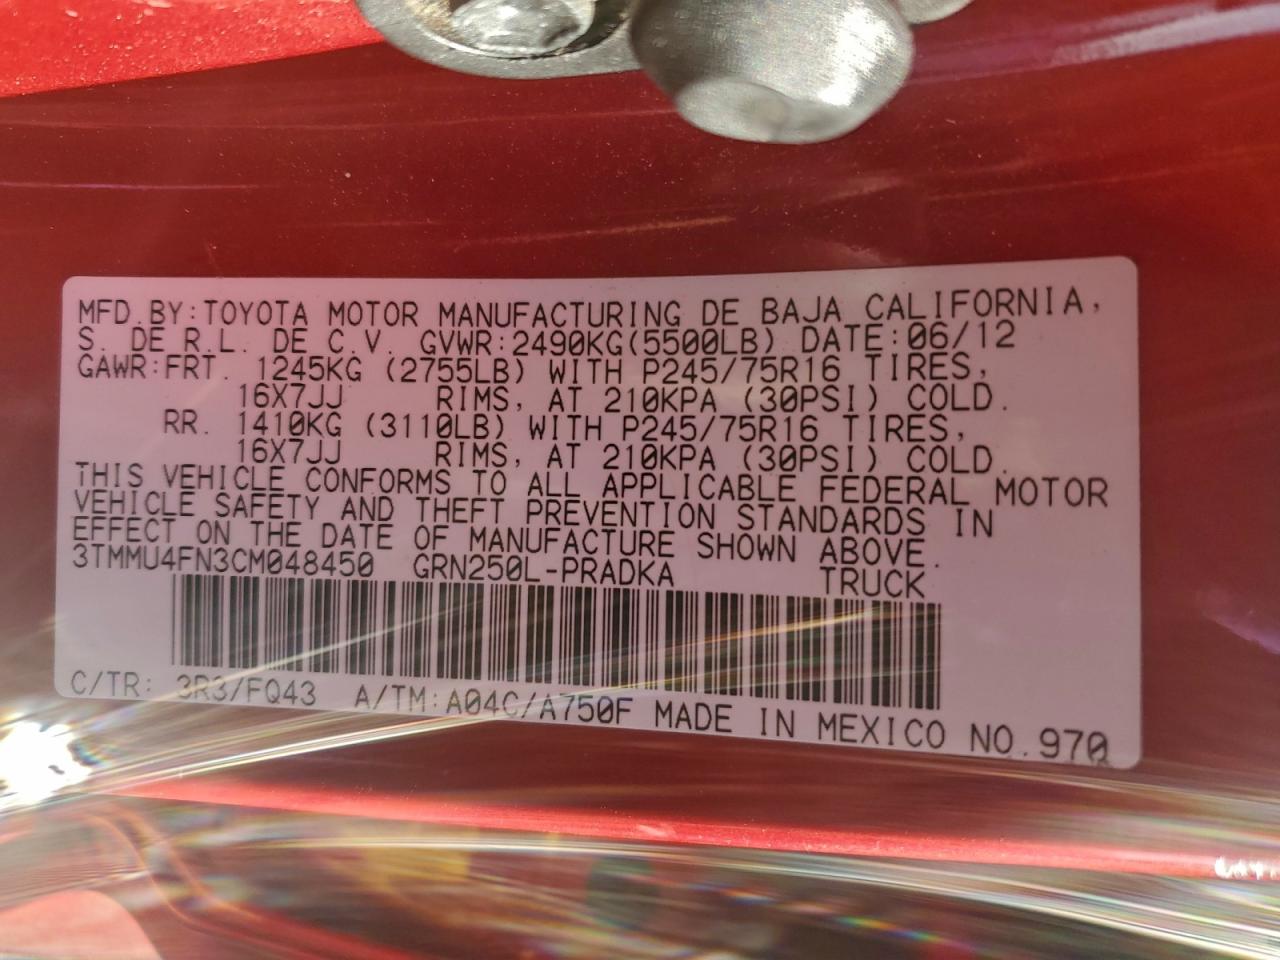 MFD.BY:TOYOTA MOTOR MANUFACTURING DE BAJA CALIFORNIA,
S. DE R.L. DE C.V. GVWR:2490KG(5500LB) DATE:06/12
GAWR:FRT. 1245KG (2755LB) WITH P245/75R16 TIRES,
16X7JJ RIMS, AT 210KPA (30PSI) COLD.
RR. 1410KG (3110LB) WITH P245/75R16 TIRES,
16X7JJ RIMS, AT 210KPA (30PSI) COLD.
THIS VEHICLE CONFORMS TO ALL APPLICABLE FEDERAL MOTOR
VEHICLE SAFETY AND THEFT PREVENTION STANDARDS IN
EFFECT ON THE DATE OF MANUFACTURE SHOWN ABOVE.
3TMMU4FN3CM048450 GRN250L-PRADKA TRUCK
C/TR: 3R3/FQ43 A/TM:A04C/A750F MADE IN MEXICO NO.970